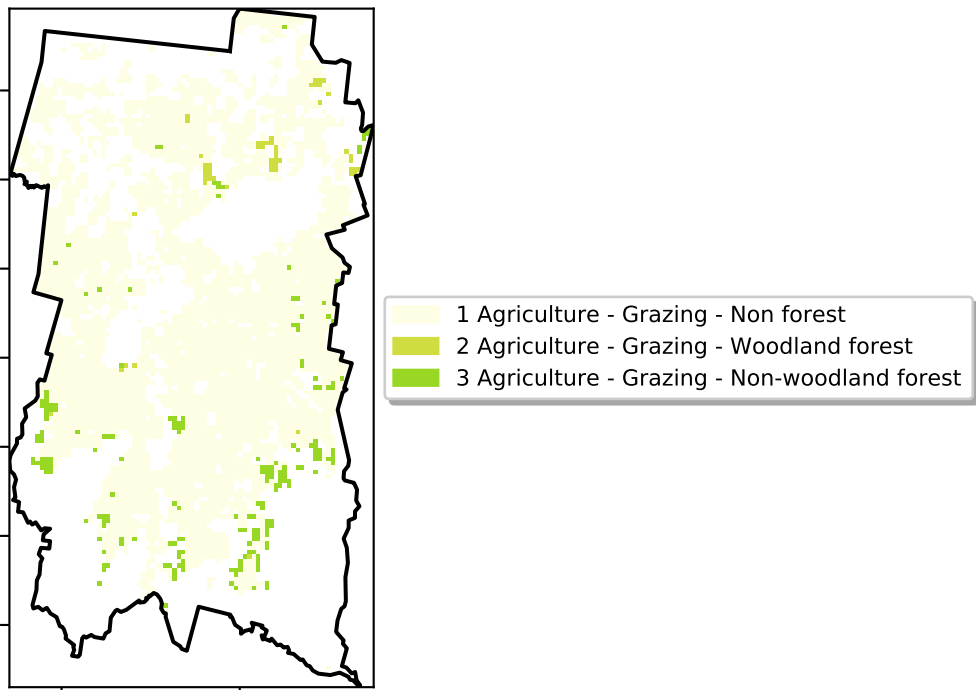 1 Agriculture - Grazing - Non forest
2 Agriculture - Grazing - Woodland forest
3 Agriculture - Grazing - Non-woodland forest